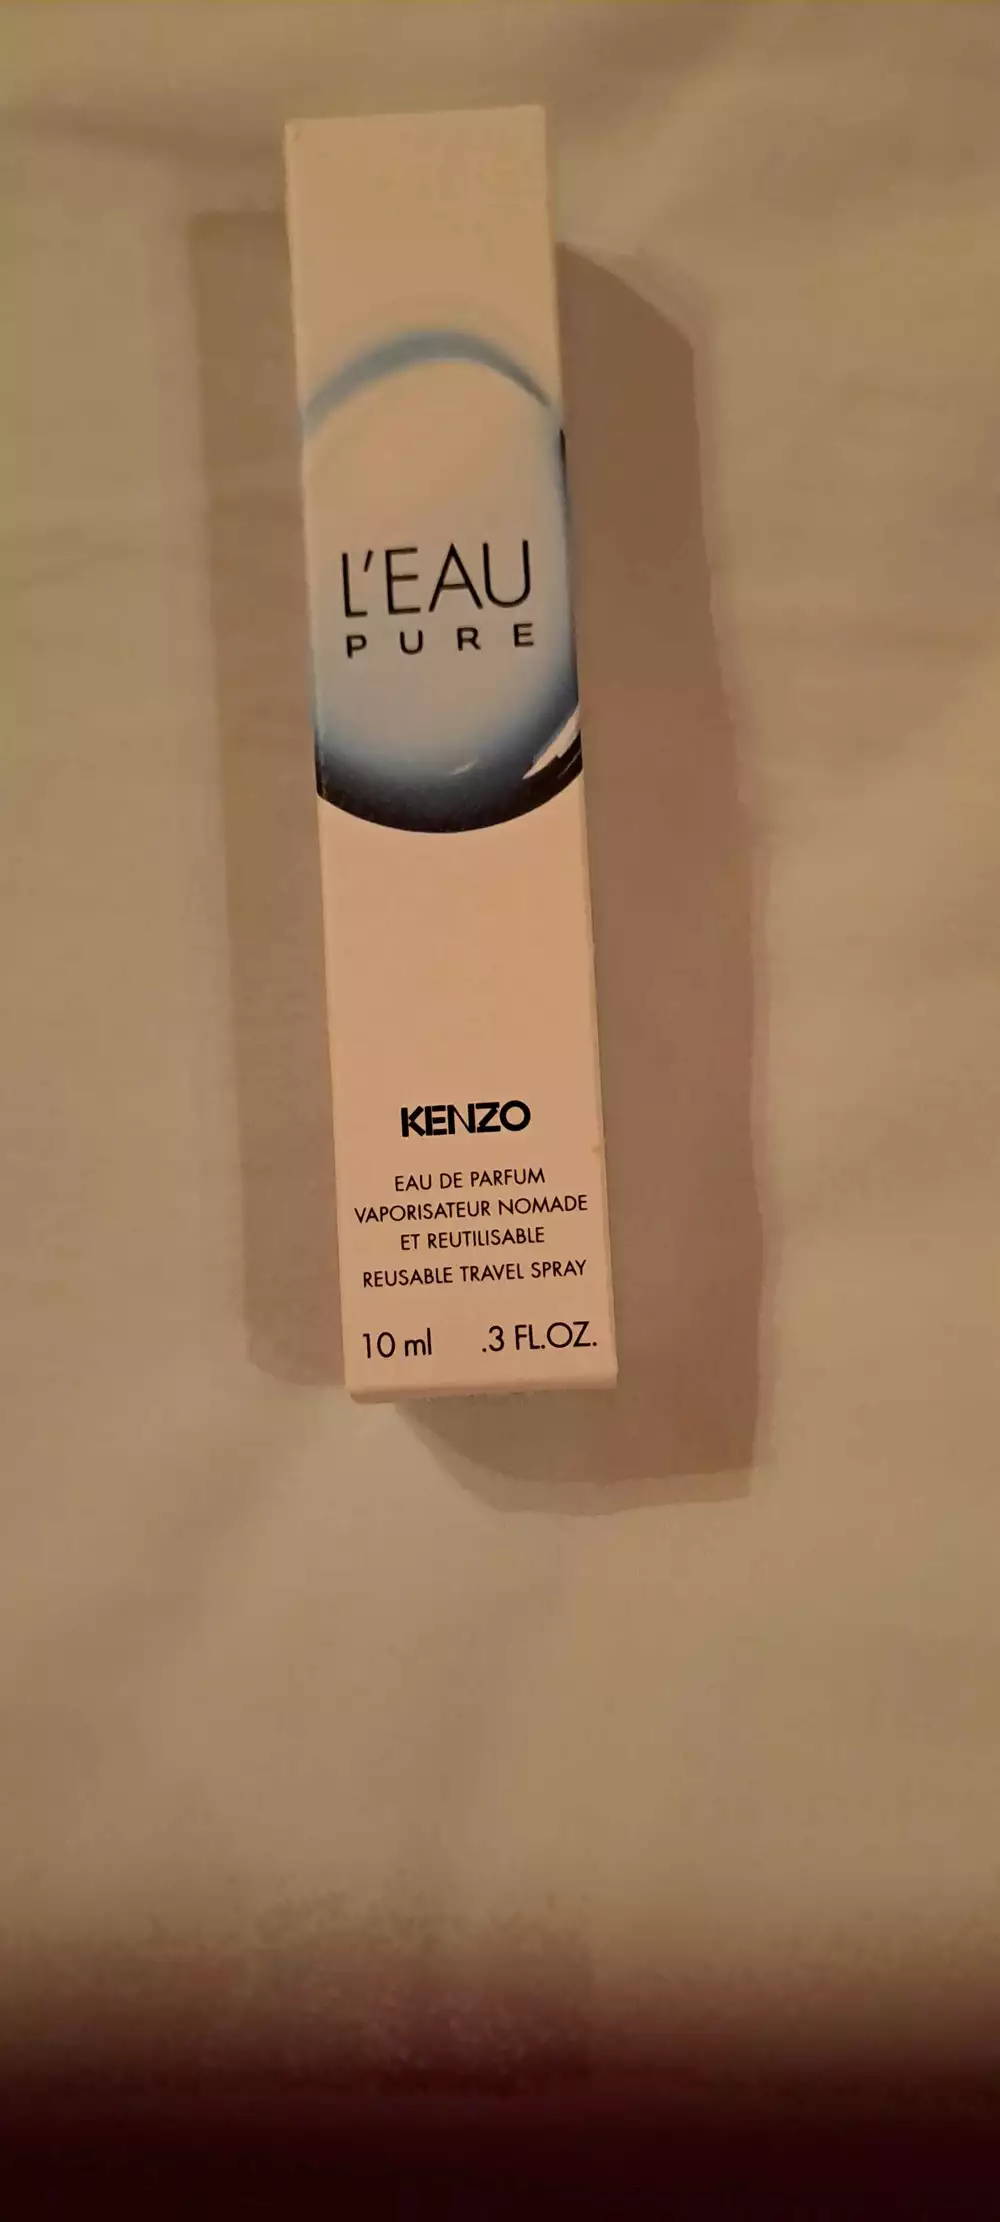 L'EAU
PURE
KENZO
EAU DE PARFUM
VAPORISATEUR NOMADE
ET REUTILISABLE
REUSABLE TRAVEL SPRAY
10 ml .3 FL.OZ.